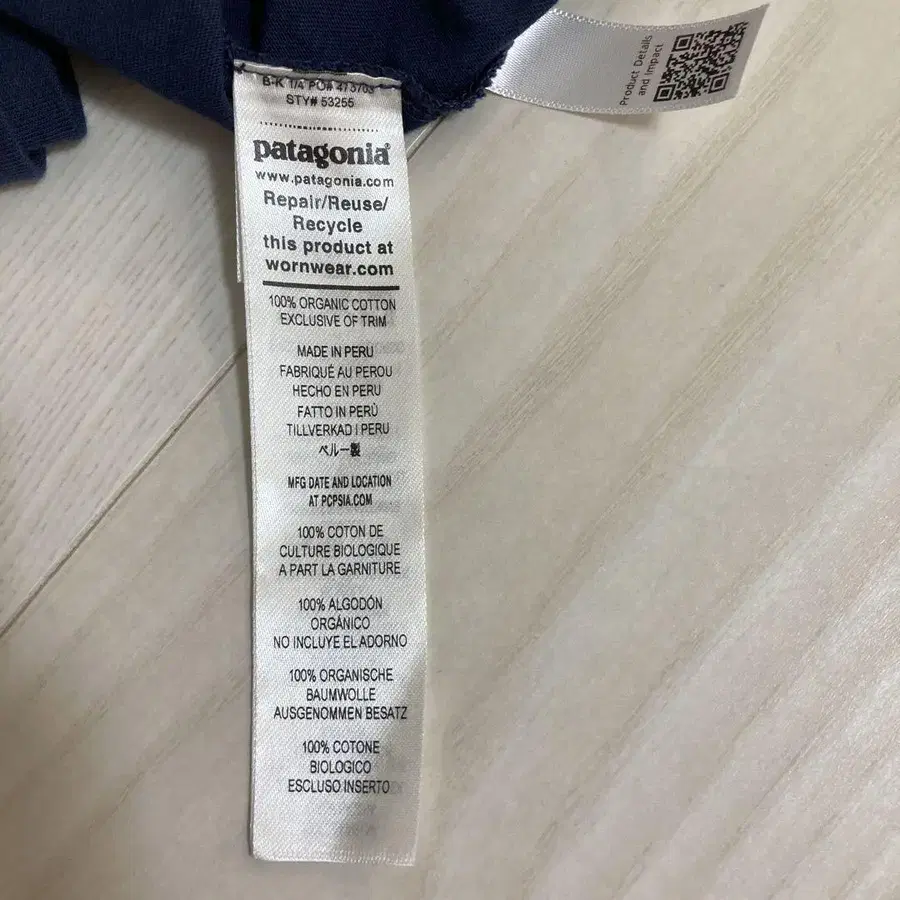 B-K 1/4 PO# 473703
STY# 53255
patagonia®
www.patagonia.com
Repair/Reuse/
Recycle
this product at
wornwear.com
100% ORGANIC COTTON
EXCLUSIVE OF TRIM
MADE IN PERU
FABRIQUÉ AU PEROU
HECHO EN PERU
FATTO IN PERÙ
TILLVERKAD I PERU
ペルー製
MFG DATE AND LOCATION
AT PCPSIA.COM
100% COTON DE
CULTURE BIOLOGIQUE
A PART LA GARNITURE
100% ALGODÓN
ORGÁNICO
NO INCLUYE EL ADORNO
100% ORGANISCHE
BAUMWOLLE
AUSGENOMMEN BESATZ
100% COTONE
BIOLOGICO
ESCLUSO INSERTO
Product Details
and Impact